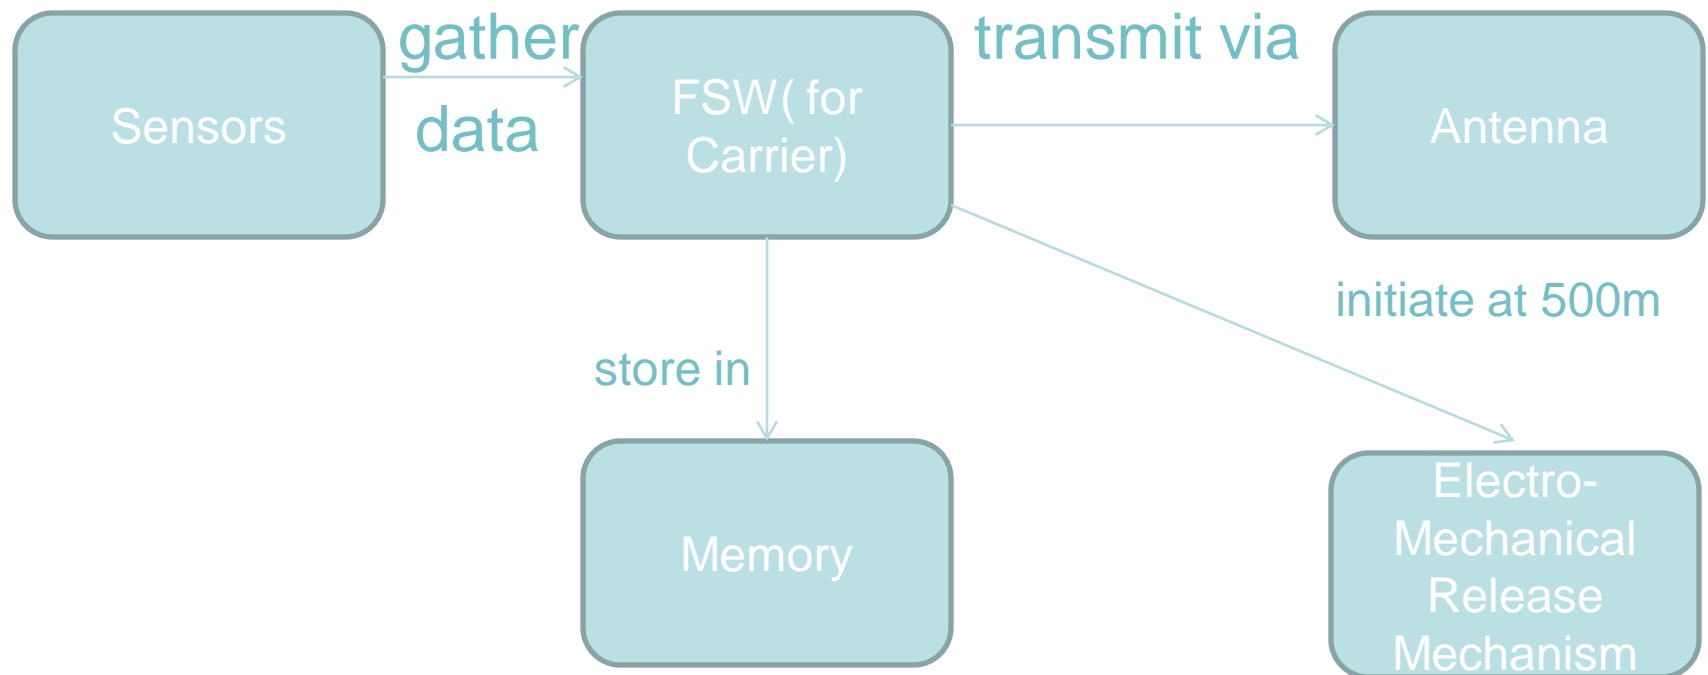 gather
data
transmit via
Sensors
FSW( for
Carrier)
Antenna
initiate at 500m
store in
Memory
Electro-
Mechanical
Release
Mechanism